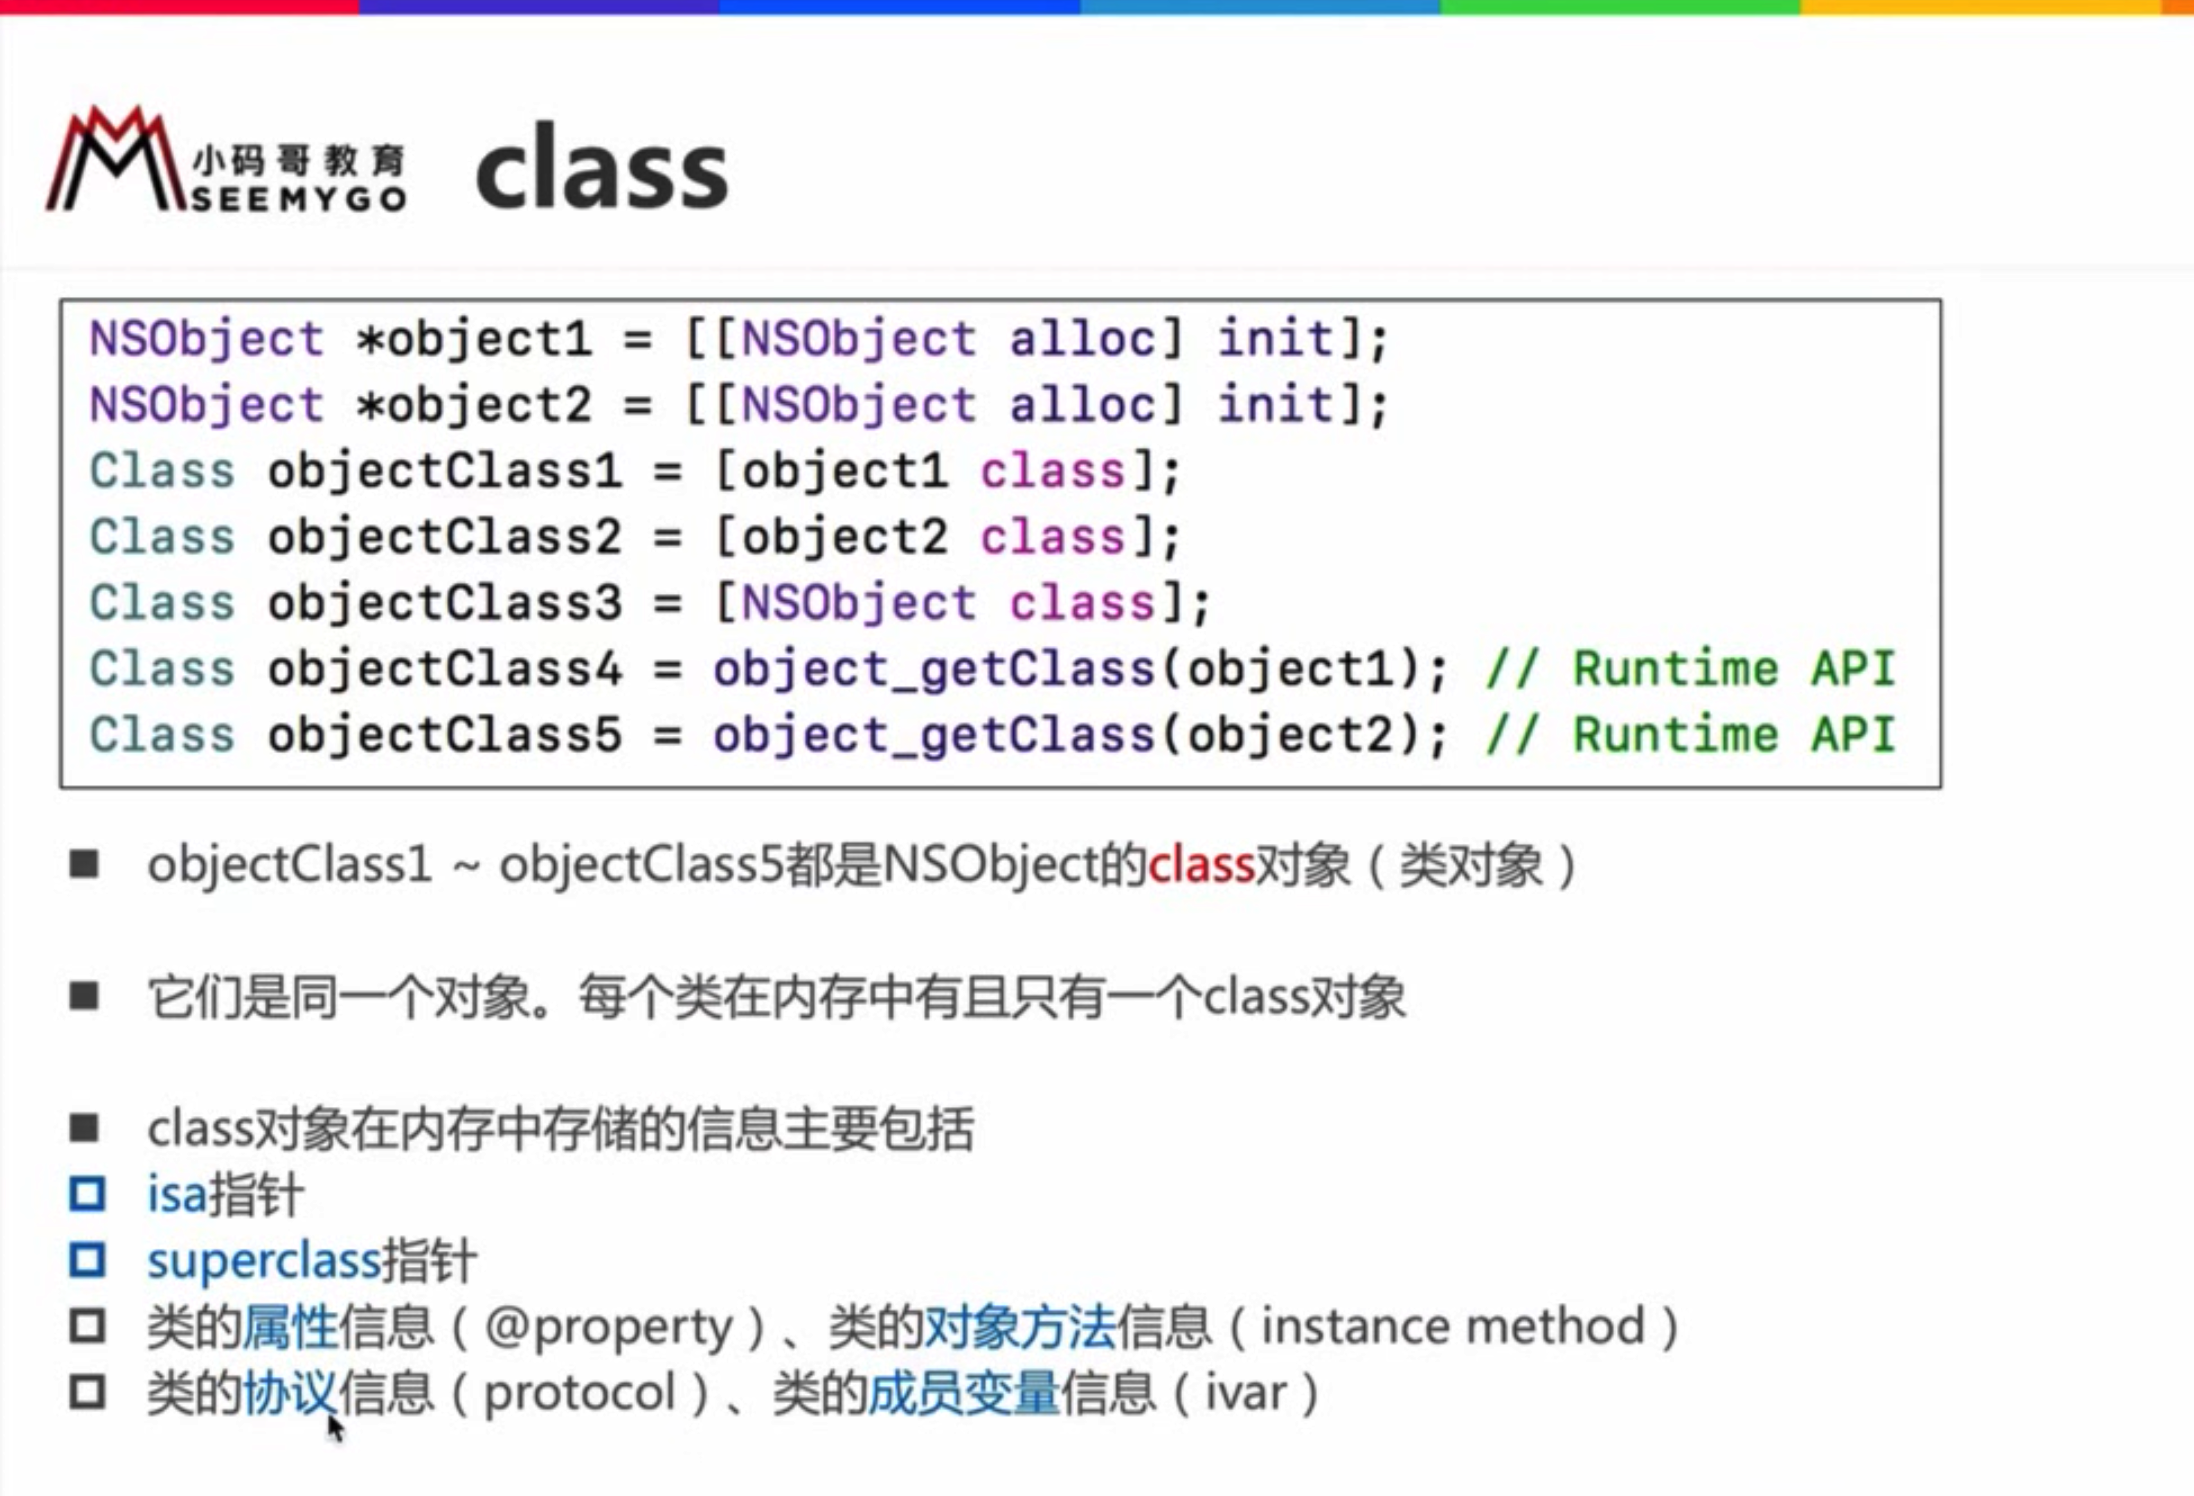 小码哥教育
SEEMYGO
class
NSObject *object1 = [[NSObject alloc] init];
NSObject *object2 = [[NSObject alloc] init];
Class objectClass1 = [object1 class];
Class objectClass2 = [object2 class];
Class objectClass3 = [NSObject class];
Class objectClass4 = object_getClass(object1); // Runtime API
Class objectClass5 = object_getClass(object2); // Runtime API
objectClass1 ~ objectClass5都是NSObject的class对象（类对象）
它们是同一个对象。每个类在内存中有且只有一个class对象
class对象在内存中存储的信息主要包括
isa指针
superclass指针
类的属性信息（@property）、类的对象方法信息（instance method）
类的协议信息（protocol）、类的成员变量信息（ivar）